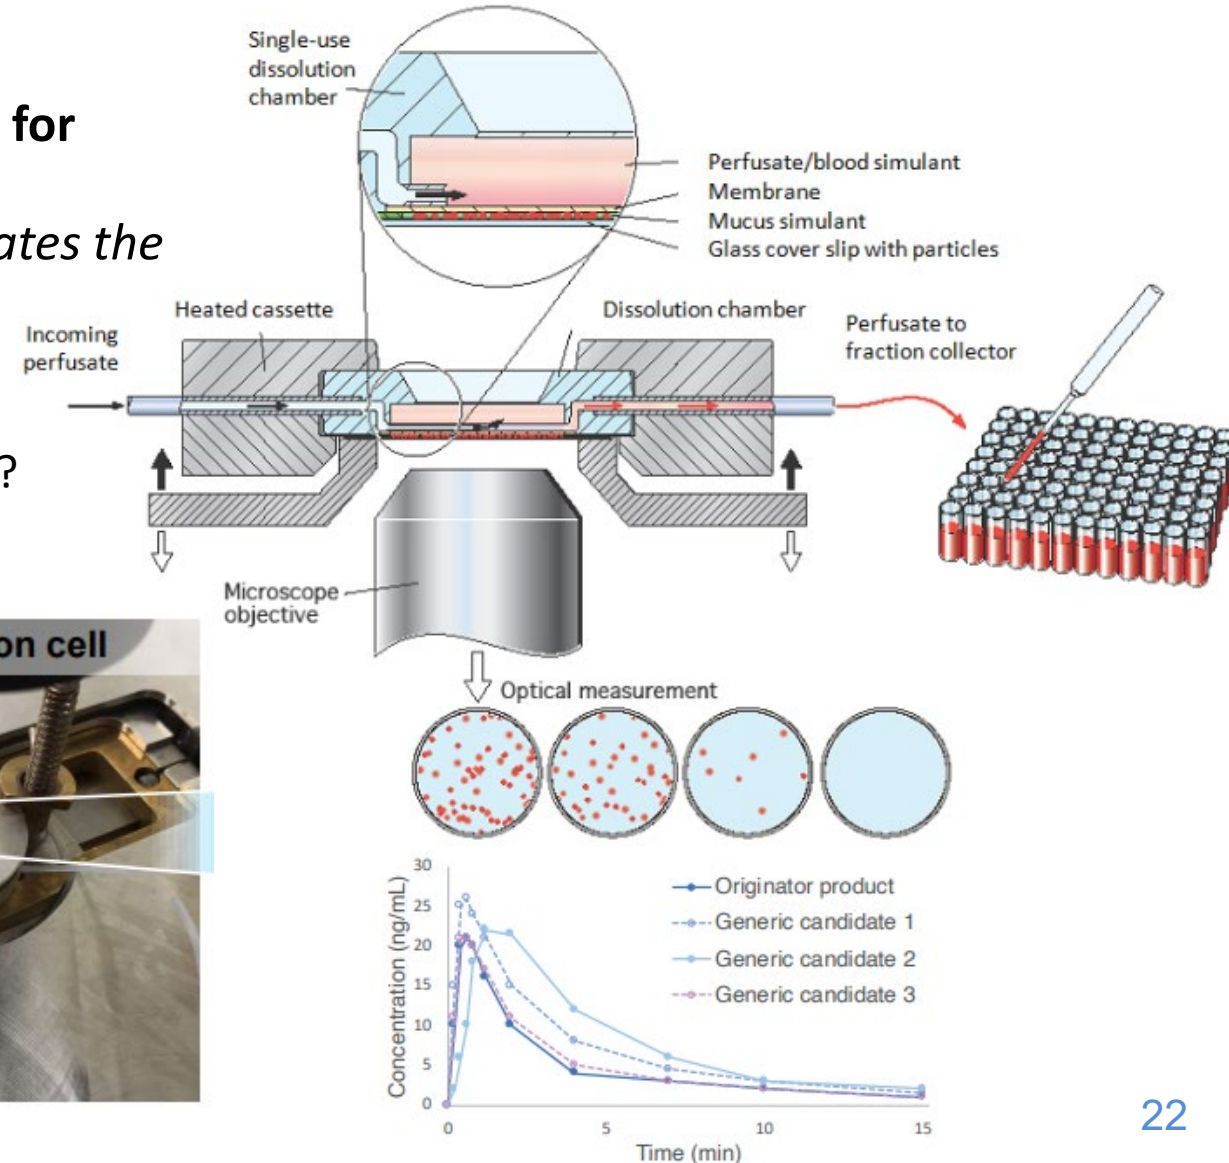 Single-use
dissolution
chamber
for
ates the
?
Perfusate/blood simulant
Membrane
Mucus simulant
Glass cover slip with particles
Heated cassette
Dissolution chamber
Incoming
perfusate
Perfusate to
fraction collector
Microscope
objective
on cell
Optical measurement
Concentration (ng/mL)
30
25
20
15
10
5
0
Originator product
Generic candidate 1
Generic candidate 2
Generic candidate 3
0 5 10 15
Time (min)
22